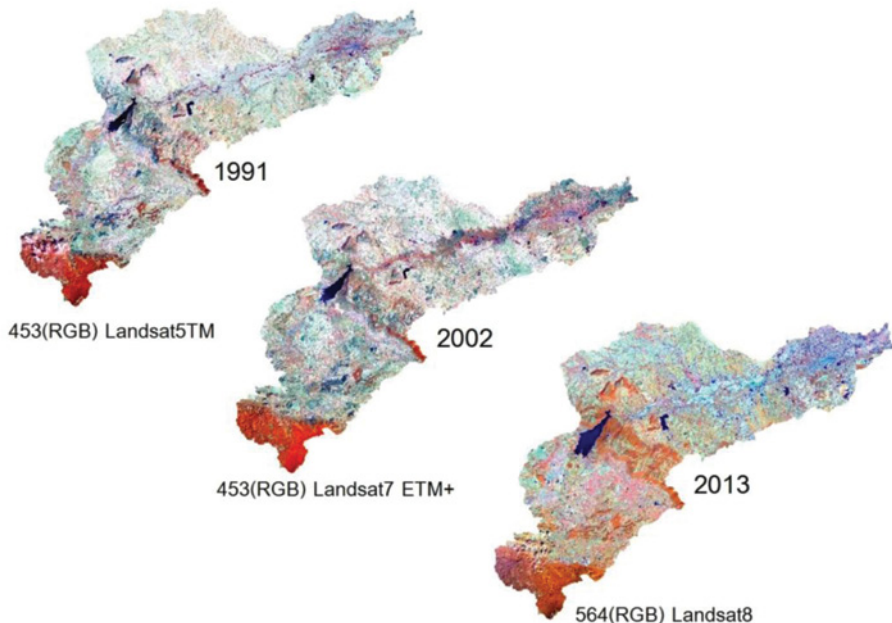 1991
453(RGB) Landsat5TM
2002
453(RGB) Landsat7 ETM+
2013
564(RGB) Landsat8